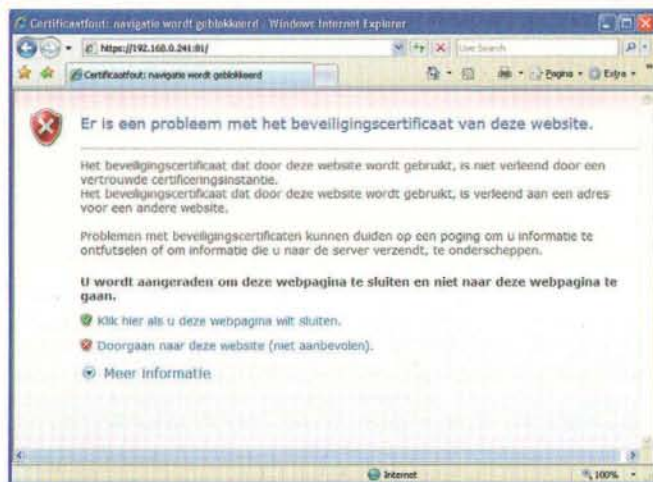 Certificaatfout: navigatie wordt geblokkeerd - Windows Internet Explorer
https://192.168.0.241:81/
Live Search
Certificaatfout: navigatie wordt geblokkeerd
Pagina
Extra
Er is een probleem met het beveiligingscertificaat van deze website.
Het beveiligingscertificaat dat door deze website wordt gebruikt, is niet verleend door een
vertrouwde certificeringsinstantie.
Het beveiligingscertificaat dat door deze website wordt gebruikt, is verleend aan een adres
voor een andere website.
Problemen met beveiligingscertificaten kunnen duiden op een poging om u informatie te
ontfutselen of om informatie die u naar de server verzendt, te onderscheppen.
U wordt aangeraden om deze webpagina te sluiten en niet naar deze webpagina te
gaan.
Klik hier als u deze webpagina wilt sluiten.
Doorgaan naar deze website (niet aanbevolen).
Meer informatie
Internet
100%